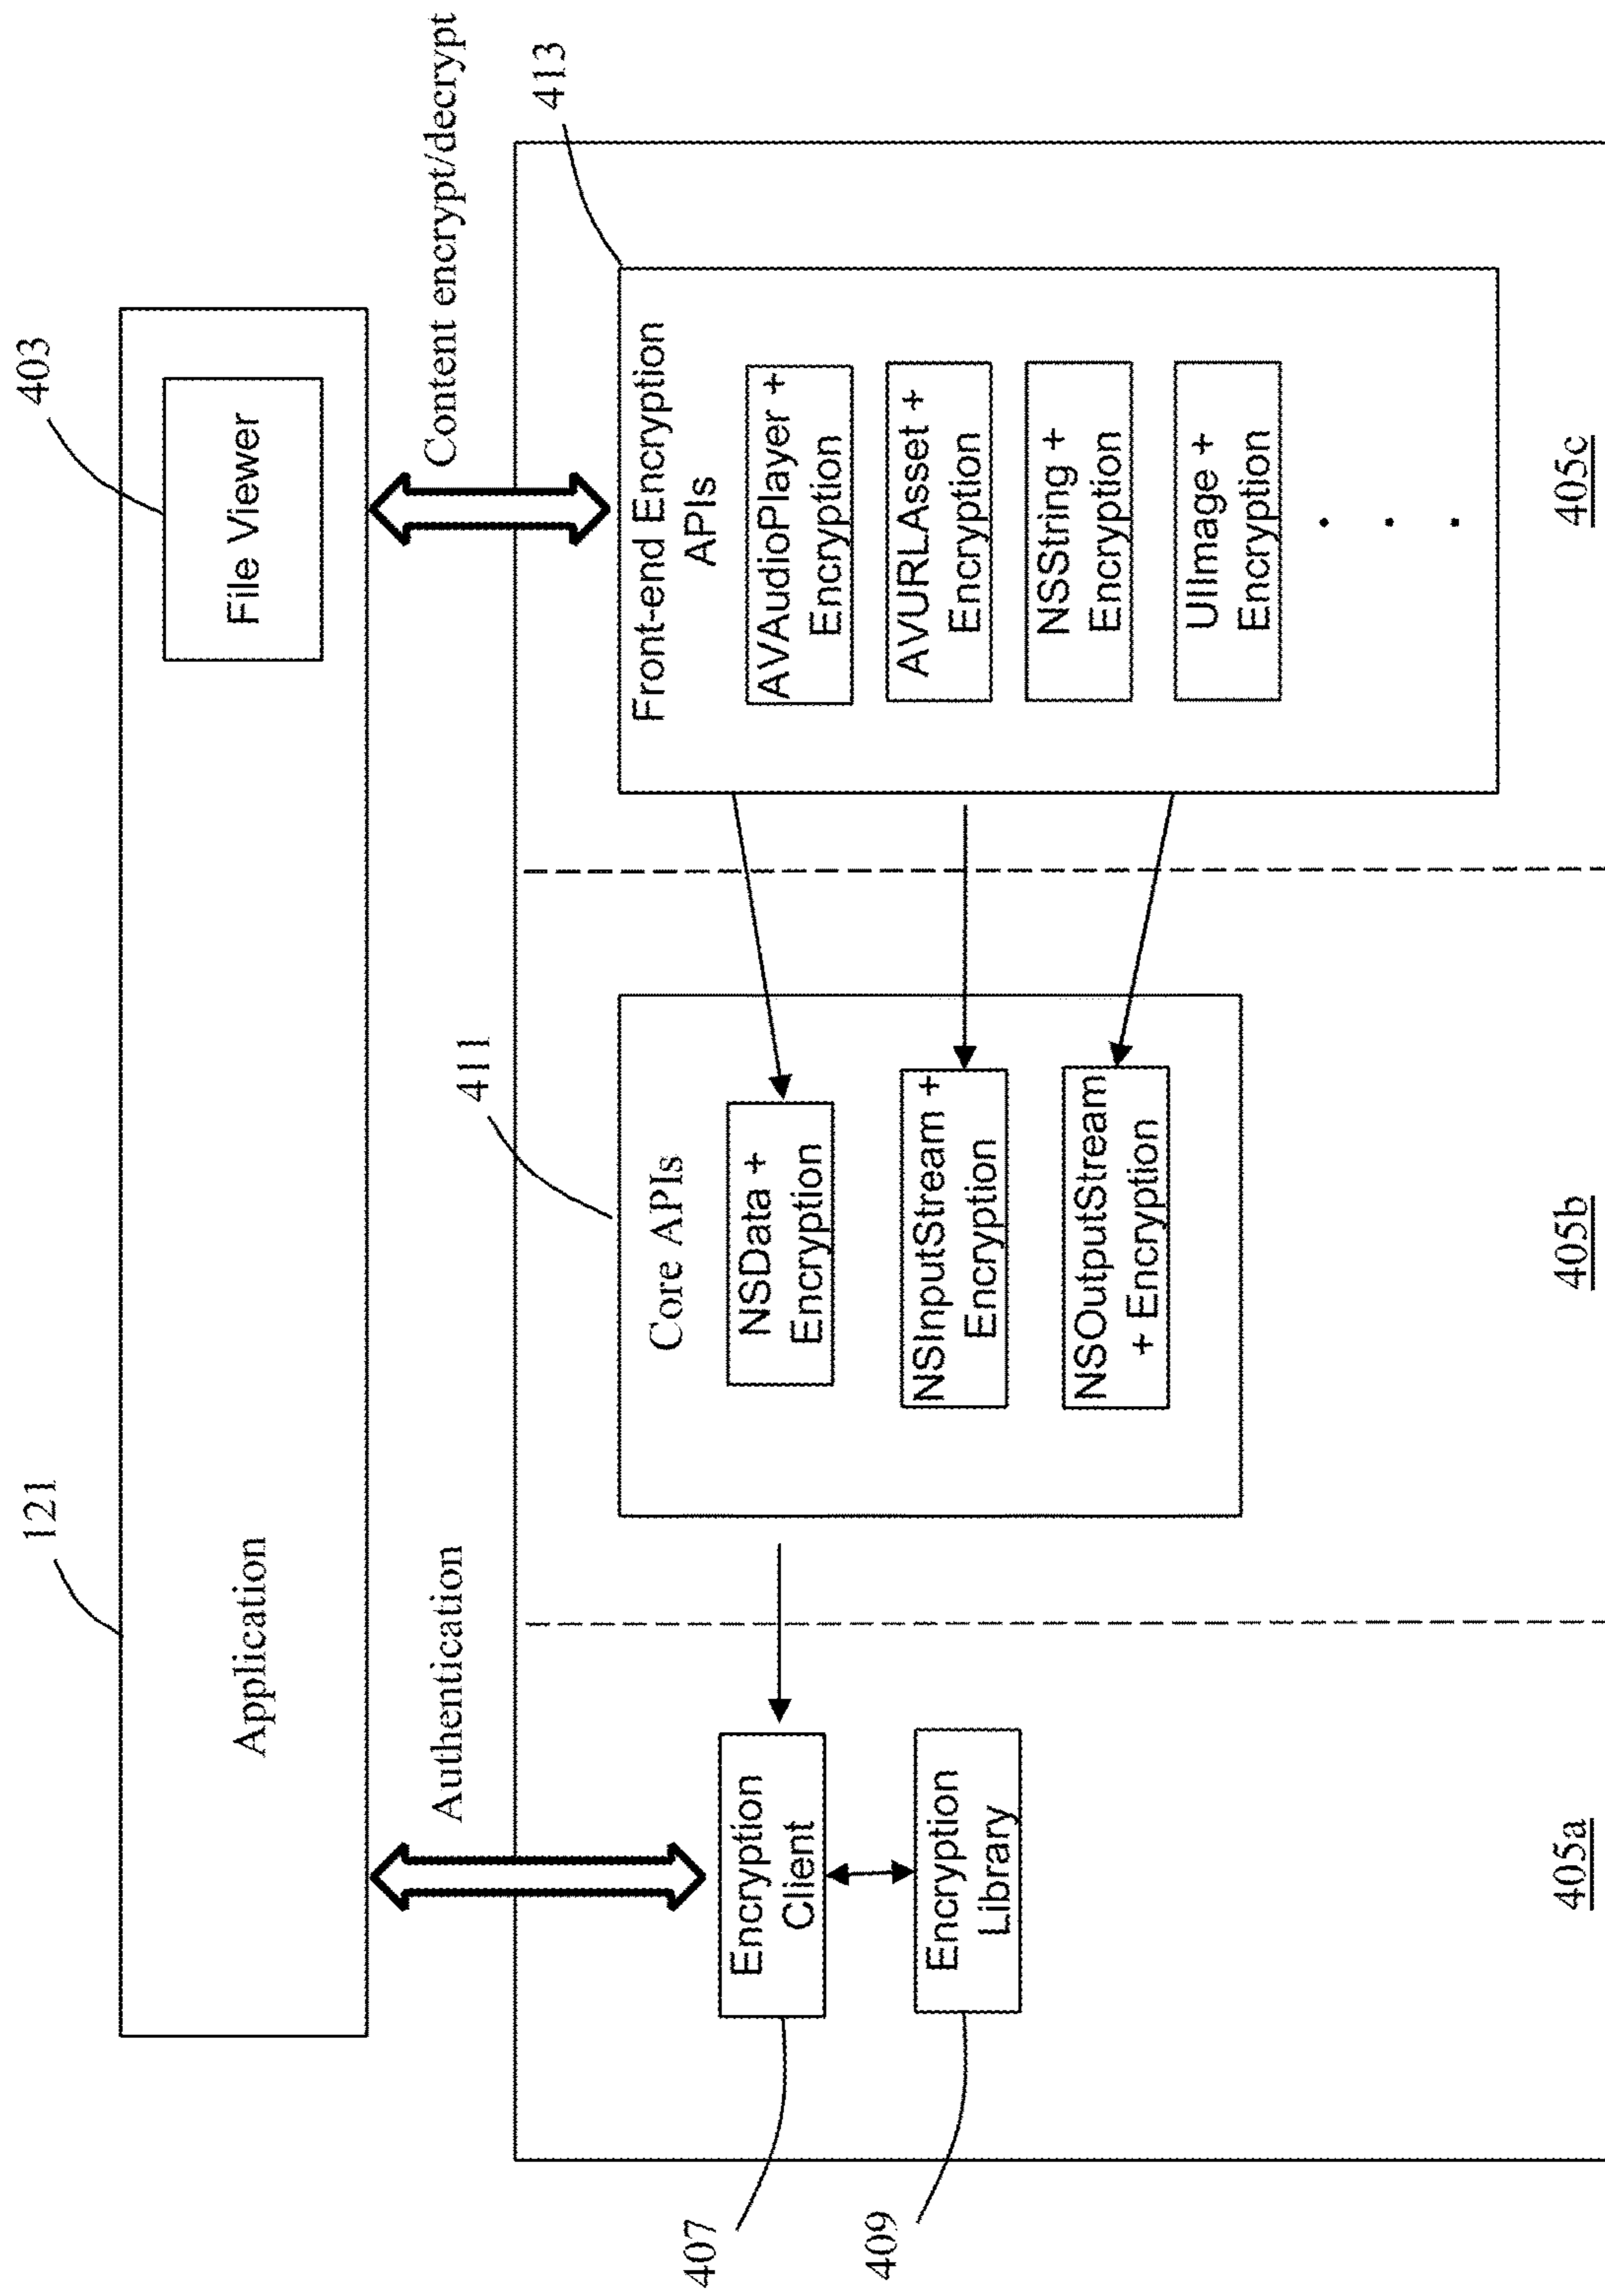 121
403
Application
File Viewer
Authentication
Content encrypt/decrypt
407
Encryption
Client
409
Encryption
Library
411
Core APIs
NSData +
Encryption
NSInputStream +
Encryption
NSOutputStream
+ Encryption
413
Front-end Encryption
APIs
AVAudioPlayer +
Encryption
AVURLAsset +
Encryption
NSString +
Encryption
UIImage +
Encryption
405a
405b
405c